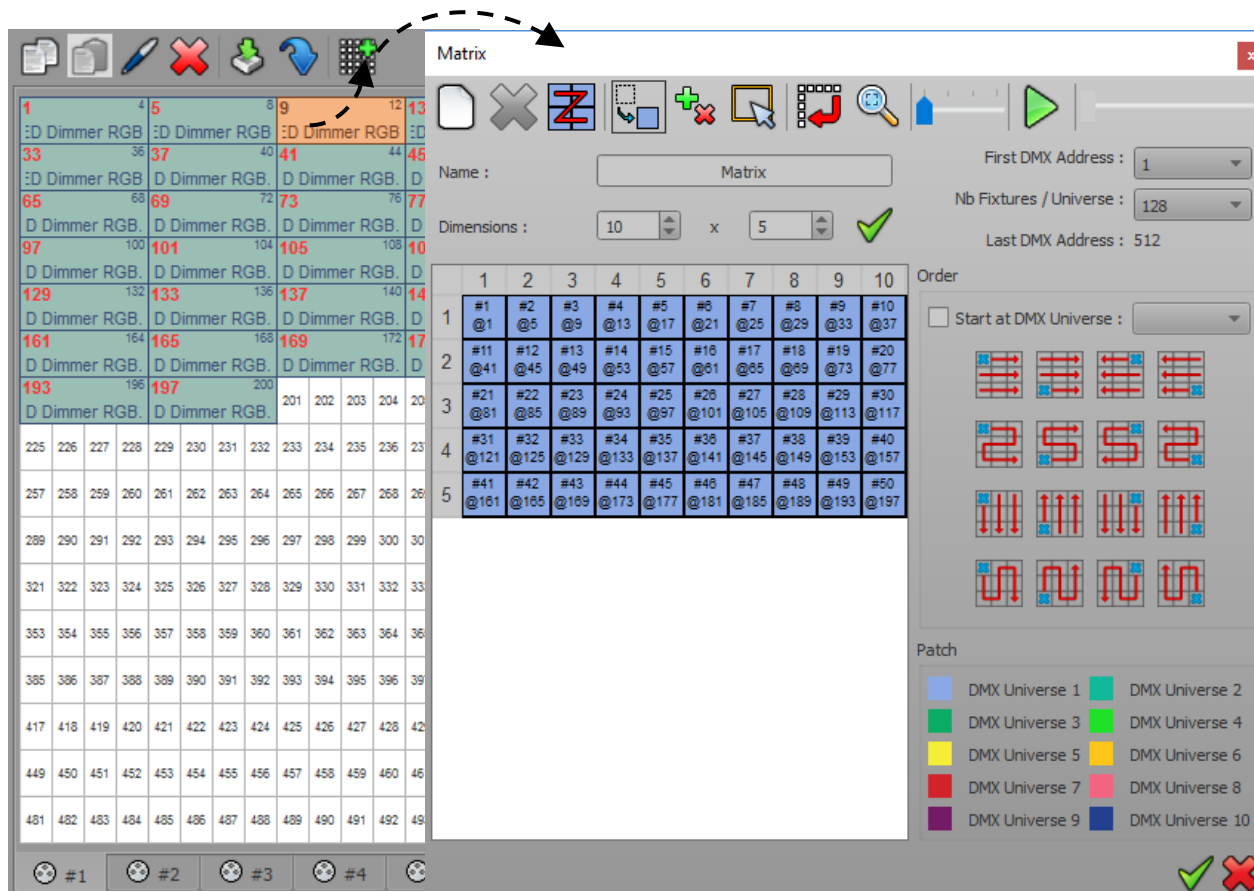 Matrix
Name :
Matrix
Dimensions :
10 x 5
First DMX Address : 1
Nb Fixtures / Universe : 128
Last DMX Address : 512
1 4 5 8 9 12 13
ED Dimmer RGB ED Dimmer RGB ED Dimmer RGB ED
33 36 37 40 41 44 45
ED Dimmer RGB D Dimmer RGB. D Dimmer RGB. D
65 68 69 72 73 76 77
D Dimmer RGB. D Dimmer RGB. D Dimmer RGB. D
97 100 101 104 105 108 10
D Dimmer RGB. D Dimmer RGB. D Dimmer RGB. D
129 132 133 136 137 140 14
D Dimmer RGB. D Dimmer RGB. D Dimmer RGB. D
161 164 165 168 169 172 17
D Dimmer RGB. D Dimmer RGB. D Dimmer RGB. D
193 196 197 200
D Dimmer RGB. D Dimmer RGB. 201 202 203 204 20
225 226 227 228 229 230 231 232 233 234 235 236 23
257 258 259 260 261 262 263 264 265 266 267 268 26
289 290 291 292 293 294 295 296 297 298 299 300 30
321 322 323 324 325 326 327 328 329 330 331 332 33
353 354 355 356 357 358 359 360 361 362 363 364 36
385 386 387 388 389 390 391 392 393 394 395 396 39
417 418 419 420 421 422 423 424 425 426 427 428 42
449 450 451 452 453 454 455 456 457 458 459 460 46
481 482 483 484 485 486 487 488 489 490 491 492 49
#1 #2 #3 #4
1 2 3 4 5 6 7 8 9 10
#1 #2 #3 #4 #5 #6 #7 #8 #9 #10
1
@1 @5 @9 @13 @17 @21 @25 @29 @33 @37
#11 #12 #13 #14 #15 #16 #17 #18 #19 #20
2
@41 @45 @49 @53 @57 @61 @65 @69 @73 @77
#21 #22 #23 #24 #25 #26 #27 #28 #29 #30
3
@81 @85 @89 @93 @97 @101 @105 @109 @113 @117
#31 #32 #33 #34 #35 #36 #37 #38 #39 #40
4
@121 @125 @129 @133 @137 @141 @145 @149 @153 @157
#41 #42 #43 #44 #45 #46 #47 #48 #49 #50
5
@161 @165 @169 @173 @177 @181 @185 @189 @193 @197
Order
Start at DMX Universe :
Patch
DMX Universe 1 DMX Universe 2
DMX Universe 3 DMX Universe 4
DMX Universe 5 DMX Universe 6
DMX Universe 7 DMX Universe 8
DMX Universe 9 DMX Universe 10